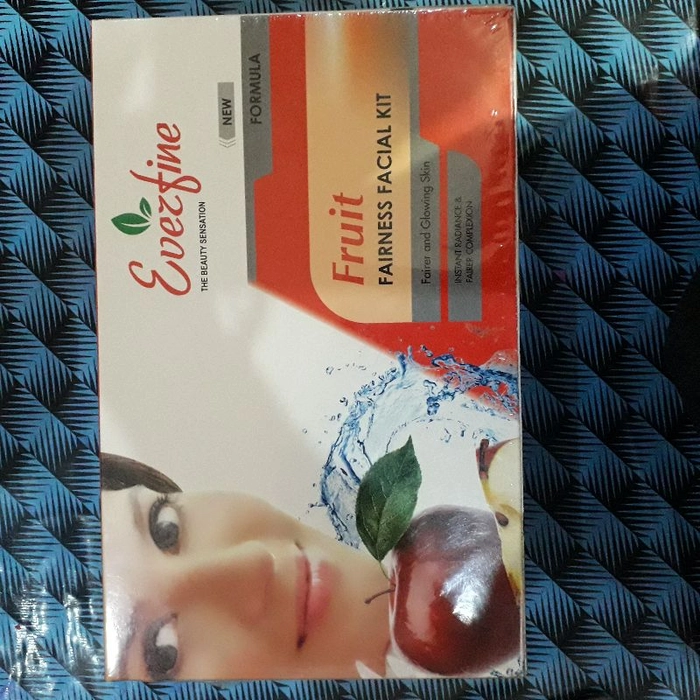 Everfine
THE BEAUTY SENSATION
NEW
FORMULA
Fruit
FAIRNESS FACIAL KIT
Fairer and Glowing Skin
INSTANT RADIANCE &
FAIRER COMPLEXION